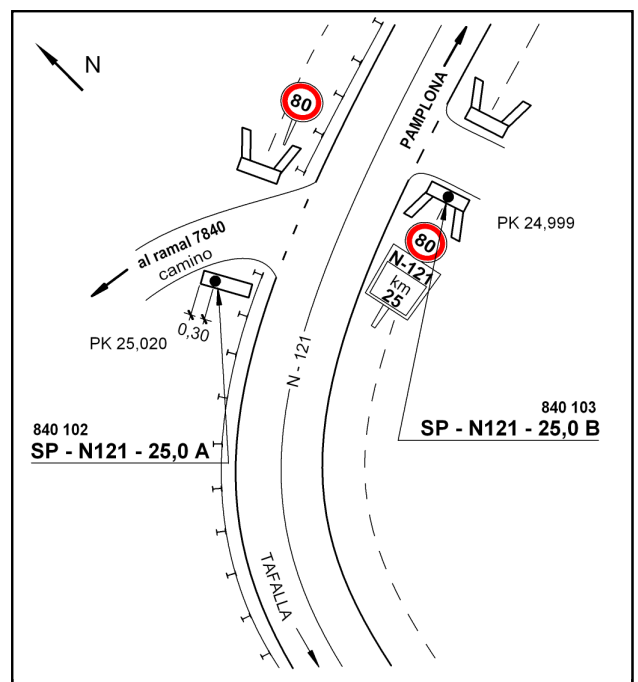 N
80
PAMPLONA
PK 24,999
al ramal 7840
camino
80
N-121
km
25
0,30
PK 25,020
N - 121
840 102
SP - N121 - 25,0 A
840 103
SP - N121 - 25,0 B
TAFALLA